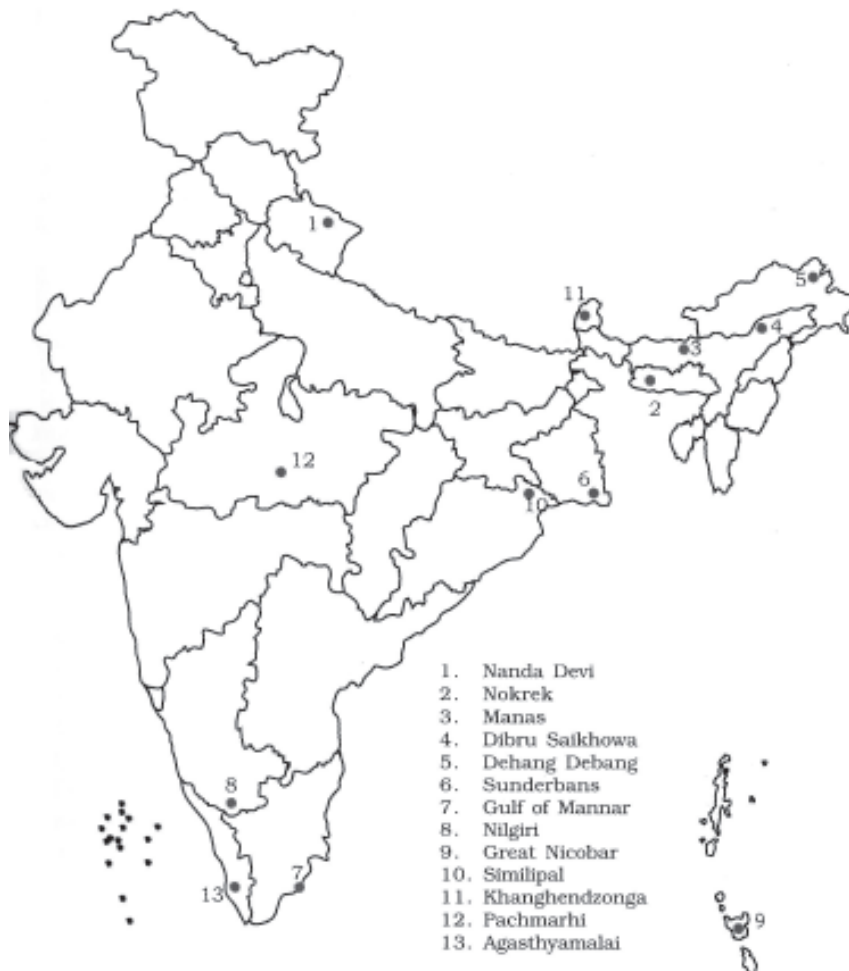 1
11
5
4
3
2
12
6
10
8
7
13
9
1. Nanda Devi
2. Nokrek
3. Manas
4. Dibru Saikhowa
5. Dehang Debang
6. Sunderbans
7. Gulf of Mannar
8. Nilgiri
9. Great Nicobar
10. Similipal
11. Khanghendzonga
12. Pachmarhi
13. Agasthyamalai